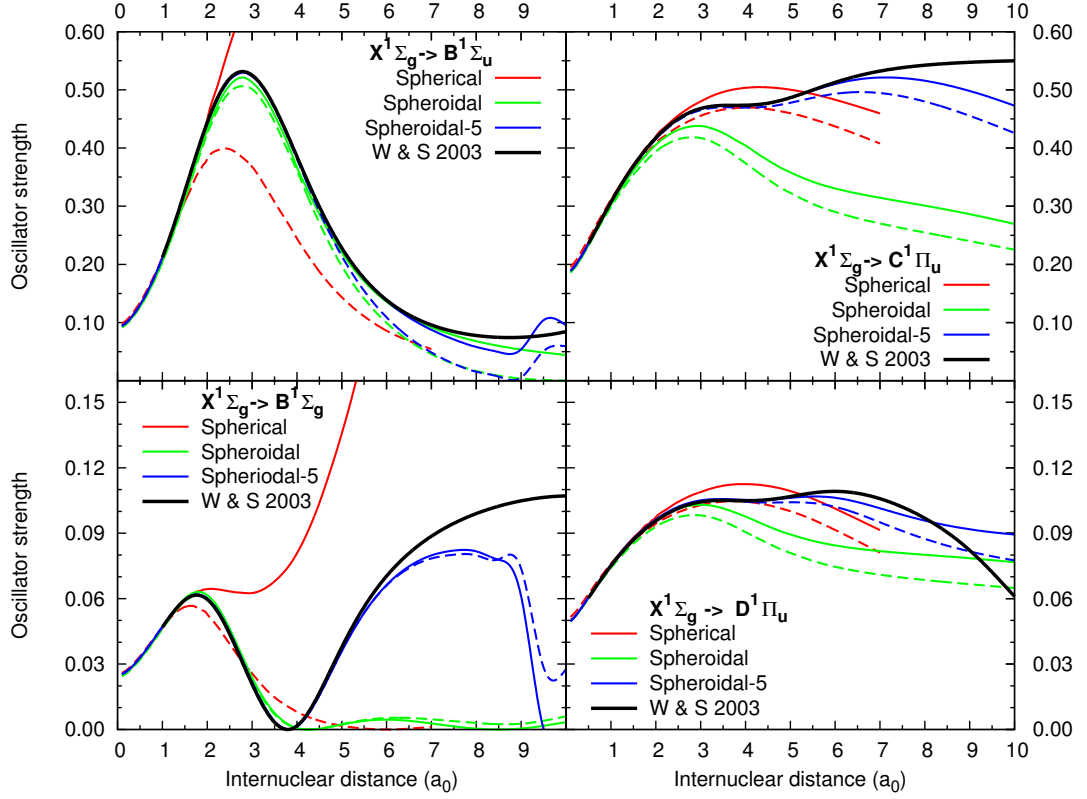 0 1 2 3 4 5 6 7 8 9
1 2 3 4 5 6 7 8 9 10
Oscillator strength
0.60
0.50
0.40
0.30
0.20
0.10
X¹Σg-> B¹Σu
Spherical
Spheroidal
Spheroidal-5
W & S 2003
X¹Σg-> C¹Πu
Spherical
Spheroidal
Spheroidal-5
W & S 2003
0.60
0.50
0.40
0.30
0.20
0.10
Oscillator strength
0.15
0.12
0.09
0.06
0.03
0.00
X¹Σg-> B¹Σg
Spherical
Spheroidal
Spheriodal-5
W & S 2003
X¹Σg -> D¹Πu
Spherical
Spheroidal
Spheroidal-5
W & S 2003
0.15
0.12
0.09
0.06
0.03
0.00
0 1 2 3 4 5 6 7 8 9
1 2 3 4 5 6 7 8 9 10
Internuclear distance (a₀)
Internuclear distance (a₀)